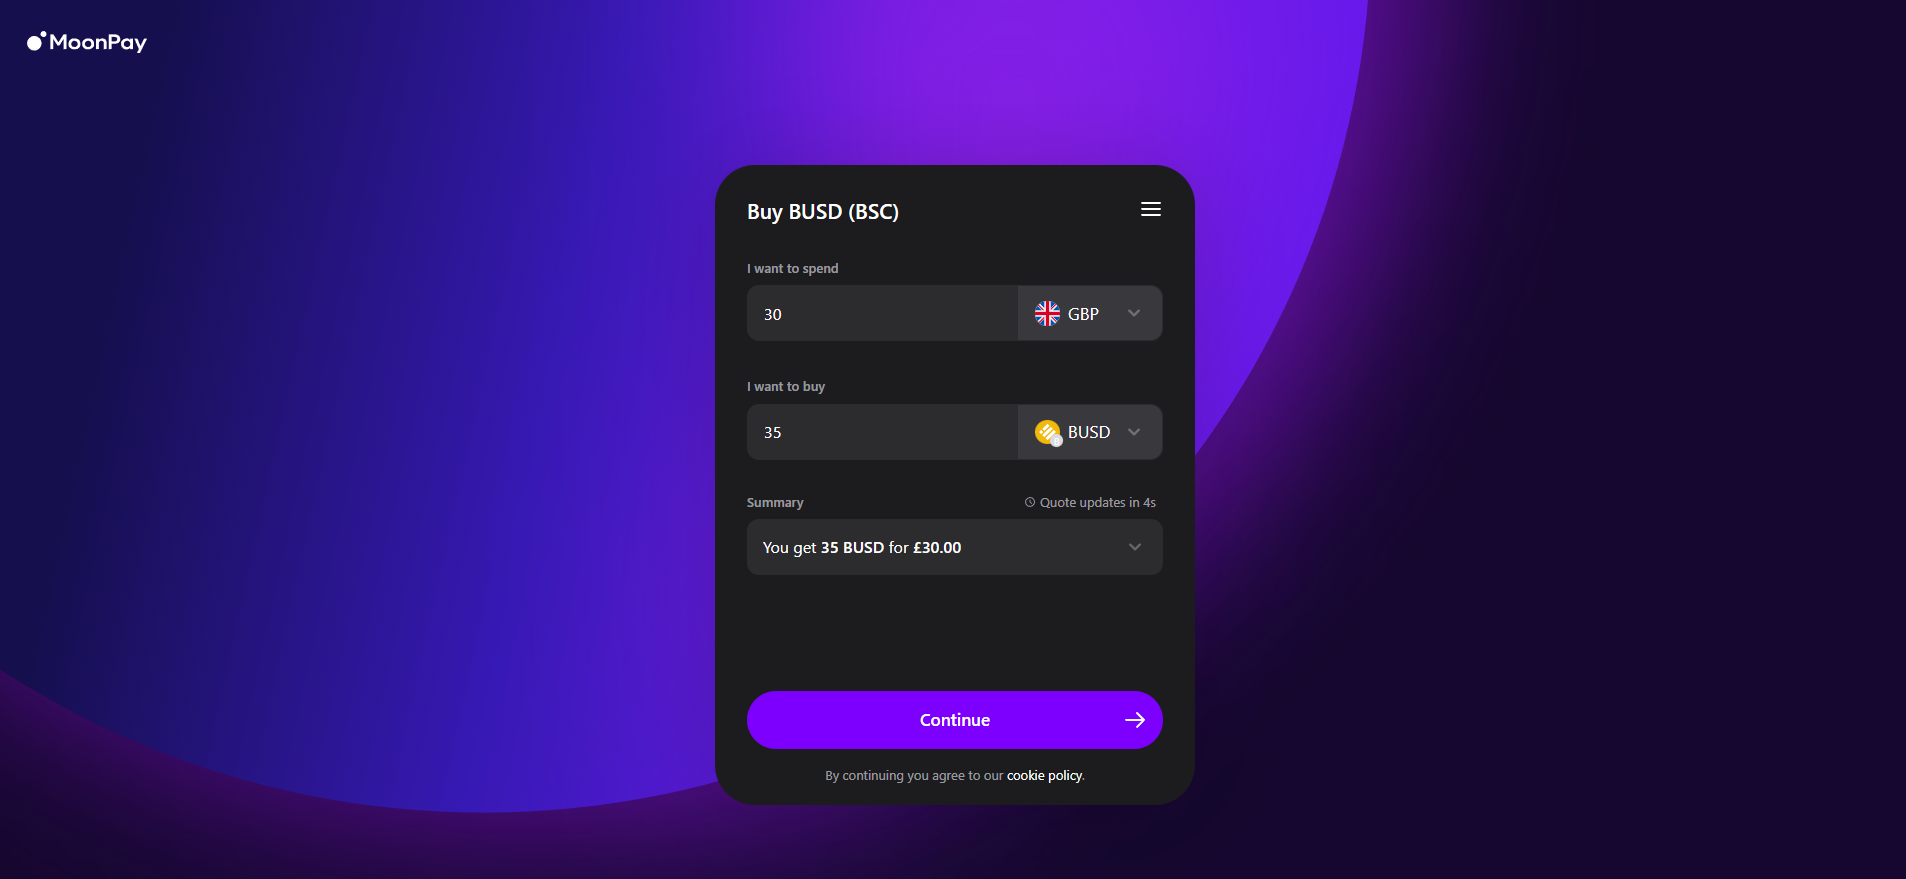 MoonPay
Buy BUSD (BSC)
I want to spend
30 GBP
I want to buy
35 BUSD
Summary Quote updates in 4s
You get 35 BUSD for £30.00
Continue
By continuing you agree to our cookie policy.